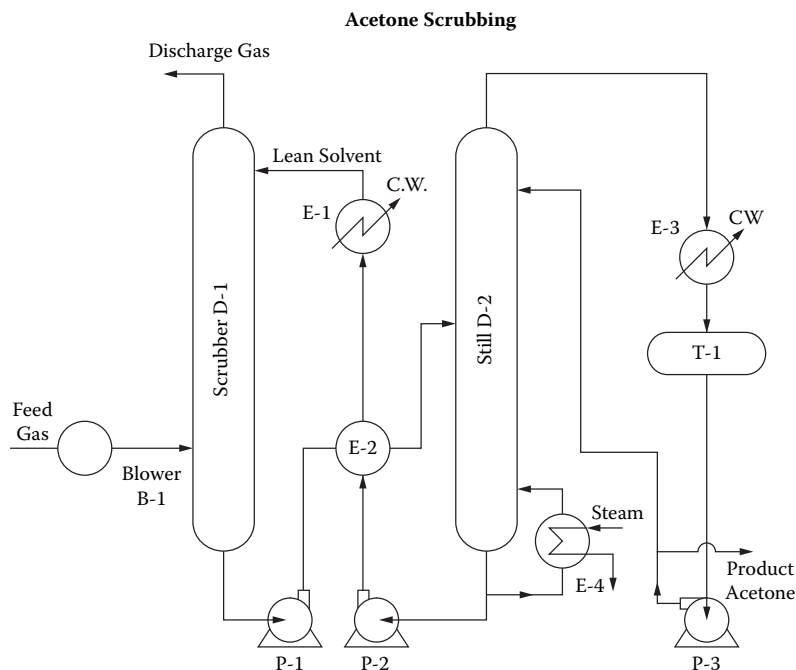 Acetone Scrubbing
Discharge Gas
Lean Solvent
C.W.
E-1
CW
E-3
Scrubber D-1
Still D-2
T-1
Feed
Gas
E-2
Blower
B-1
Steam
E-4
Product
Acetone
P-1
P-2
P-3